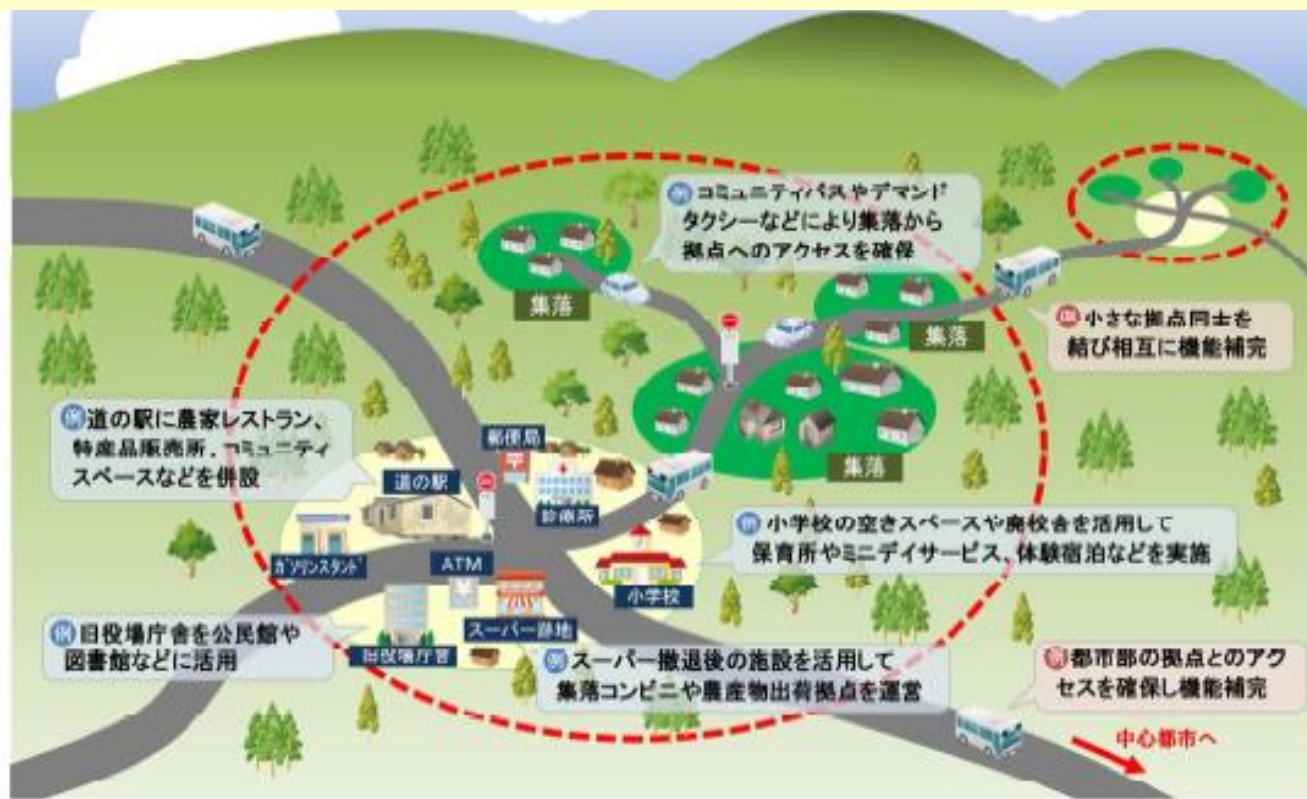 例 コミュニティバスやデマンド
タクシーなどにより集落から
拠点へのアクセスを確保
集落
集落
例 小さな拠点同士を
結び相互に機能補完
例 道の駅に農家レストラン、
特産品販売所、コミュニティ
スペースなどを併設
郵便局
集落
道の駅
診療所
例 小学校の空きスペースや廃校舎を活用して
保育所やミニデイサービス、体験宿泊などを実施
ガソリンスタンド
ATM
小学校
スーパー跡地
例 旧役場庁舎を公民館や
図書館などに活用
旧役場庁舎
例 スーパー撤退後の施設を活用して
集落コンビニや農産物出荷拠点を運営
例 都市部の拠点とのアク
セスを確保し機能補完
中心都市へ